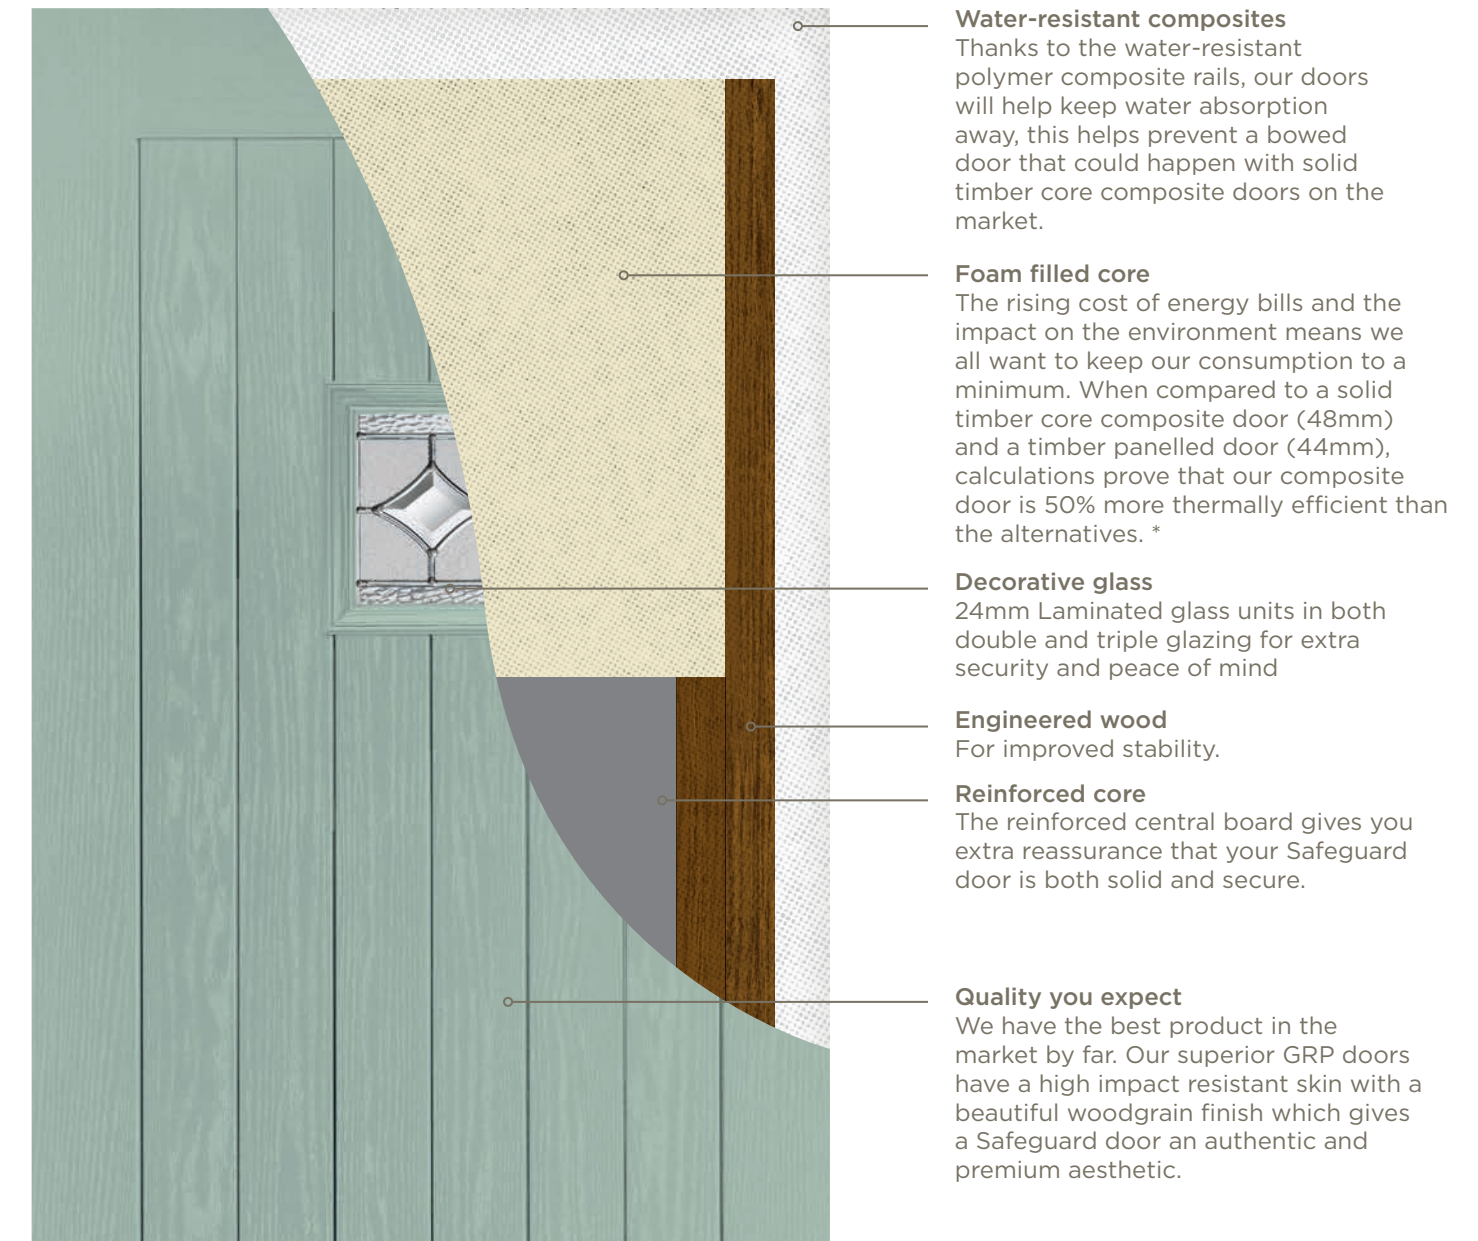 Water-resistant composites
Thanks to the water-resistant
polymer composite rails, our doors
will help keep water absorption
away, this helps prevent a bowed
door that could happen with solid
timber core composite doors on the
market.
Foam filled core
The rising cost of energy bills and the
impact on the environment means we
all want to keep our consumption to a
minimum. When compared to a solid
timber core composite door (48mm)
and a timber panelled door (44mm),
calculations prove that our composite
door is 50% more thermally efficient than
the alternatives. *
Decorative glass
24mm Laminated glass units in both
double and triple glazing for extra
security and peace of mind
Engineered wood
For improved stability.
Reinforced core
The reinforced central board gives you
extra reassurance that your Safeguard
door is both solid and secure.
Quality you expect
We have the best product in the
market by far. Our superior GRP doors
have a high impact resistant skin with a
beautiful woodgrain finish which gives
a Safeguard door an authentic and
premium aesthetic.